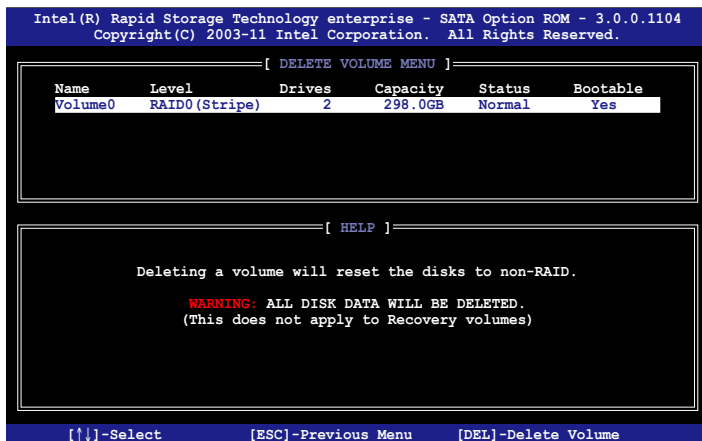 Intel(R) Rapid Storage Technology enterprise - SATA Option ROM - 3.0.0.1104
Copyright(C) 2003-11 Intel Corporation. All Rights Reserved.
[ DELETE VOLUME MENU ]
Name Level Drives Capacity Status Bootable
Volume0 RAID0(Stripe) 2 298.0GB Normal Yes
[ HELP ]
Deleting a volume will reset the disks to non-RAID.
WARNING: ALL DISK DATA WILL BE DELETED.
(This does not apply to Recovery volumes)
[↑↓]-Select [ESC]-Previous Menu [DEL]-Delete Volume